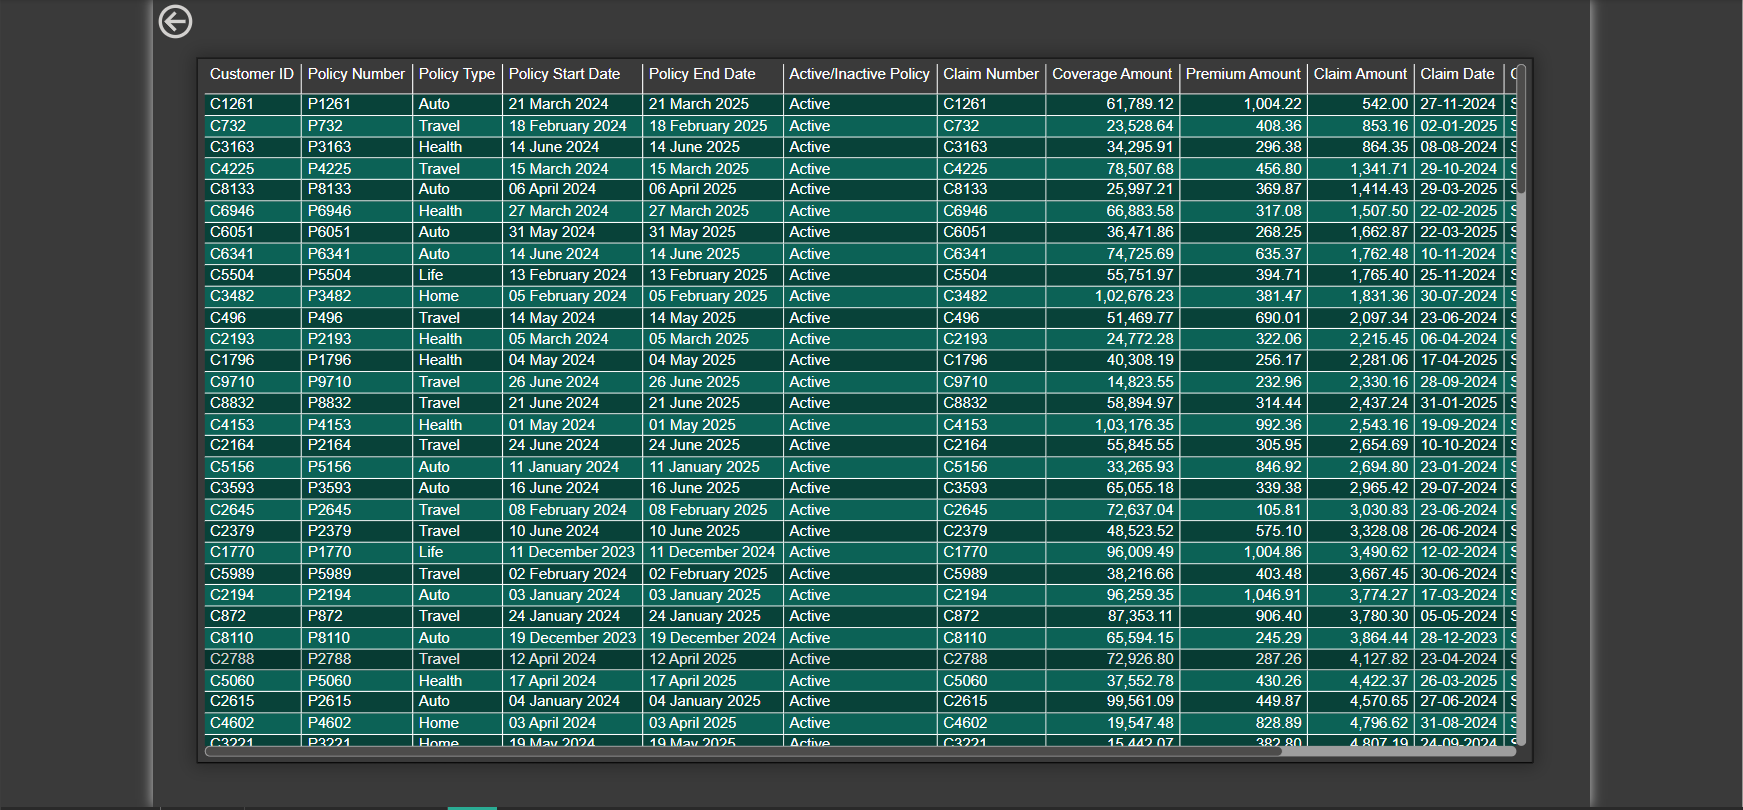 Customer ID Policy Number Policy Type Policy Start Date Policy End Date Active/Inactive Policy Claim Number Coverage Amount Premium Amount Claim Amount Claim Date
C1261 P1261 Auto 21 March 2024 21 March 2025 Active C1261 61,789.12 1,004.22 542.00 27-11-2024
C732 P732 Travel 18 February 2024 18 February 2025 Active C732 23,528.64 408.36 853.16 02-01-2025
C3163 P3163 Health 14 June 2024 14 June 2025 Active C3163 34,295.91 296.38 864.35 08-08-2024
C4225 P4225 Travel 15 March 2024 15 March 2025 Active C4225 78,507.68 456.80 1,341.71 29-10-2024
C8133 P8133 Auto 06 April 2024 06 April 2025 Active C8133 25,997.21 369.87 1,414.43 29-03-2025
C6946 P6946 Health 27 March 2024 27 March 2025 Active C6946 66,883.58 317.08 1,507.50 22-02-2025
C6051 P6051 Auto 31 May 2024 31 May 2025 Active C6051 36,471.86 268.25 1,662.87 22-03-2025
C6341 P6341 Auto 14 June 2024 14 June 2025 Active C6341 74,725.69 635.37 1,762.48 10-11-2024
C5504 P5504 Life 13 February 2024 13 February 2025 Active C5504 55,751.97 394.71 1,765.40 25-11-2024
C3482 P3482 Home 05 February 2024 05 February 2025 Active C3482 1,02,676.23 381.47 1,831.36 30-07-2024
C496 P496 Travel 14 May 2024 14 May 2025 Active C496 51,469.77 690.01 2,097.34 23-06-2024
C2193 P2193 Health 05 March 2024 05 March 2025 Active C2193 24,772.28 322.06 2,215.45 06-04-2024
C1796 P1796 Health 04 May 2024 04 May 2025 Active C1796 40,308.19 256.17 2,281.06 17-04-2025
C9710 P9710 Travel 26 June 2024 26 June 2025 Active C9710 14,823.55 232.96 2,330.16 28-09-2024
C8832 P8832 Travel 21 June 2024 21 June 2025 Active C8832 58,894.97 314.44 2,437.24 31-01-2025
C4153 P4153 Health 01 May 2024 01 May 2025 Active C4153 1,03,176.35 992.36 2,543.16 19-09-2024
C2164 P2164 Travel 24 June 2024 24 June 2025 Active C2164 55,845.55 305.95 2,654.69 10-10-2024
C5156 P5156 Auto 11 January 2024 11 January 2025 Active C5156 33,265.93 846.92 2,694.80 23-01-2024
C3593 P3593 Auto 16 June 2024 16 June 2025 Active C3593 65,055.18 339.38 2,965.42 29-07-2024
C2645 P2645 Travel 08 February 2024 08 February 2025 Active C2645 72,637.04 105.81 3,030.83 23-06-2024
C2379 P2379 Travel 10 June 2024 10 June 2025 Active C2379 48,523.52 575.10 3,328.08 26-06-2024
C1770 P1770 Life 11 December 2023 11 December 2024 Active C1770 96,009.49 1,004.86 3,490.62 12-02-2024
C5989 P5989 Travel 02 February 2024 02 February 2025 Active C5989 38,216.66 403.48 3,667.45 30-06-2024
C2194 P2194 Auto 03 January 2024 03 January 2025 Active C2194 96,259.35 1,046.91 3,774.27 17-03-2024
C872 P872 Travel 24 January 2024 24 January 2025 Active C872 87,353.11 906.40 3,780.30 05-05-2024
C8110 P8110 Auto 19 December 2023 19 December 2024 Active C8110 65,594.15 245.29 3,864.44 28-12-2023
C2788 P2788 Travel 12 April 2024 12 April 2025 Active C2788 72,926.80 287.26 4,127.82 23-04-2024
C5060 P5060 Health 17 April 2024 17 April 2025 Active C5060 37,552.78 430.26 4,422.37 26-03-2025
C2615 P2615 Auto 04 January 2024 04 January 2025 Active C2615 99,561.09 449.87 4,570.65 27-06-2024
C4602 P4602 Home 03 April 2024 03 April 2025 Active C4602 19,547.48 828.89 4,796.62 31-08-2024
C3221 P3221 Home 19 May 2024 19 May 2025 Active C3221 15,442.07 382.80 4,807.19 24-09-2024